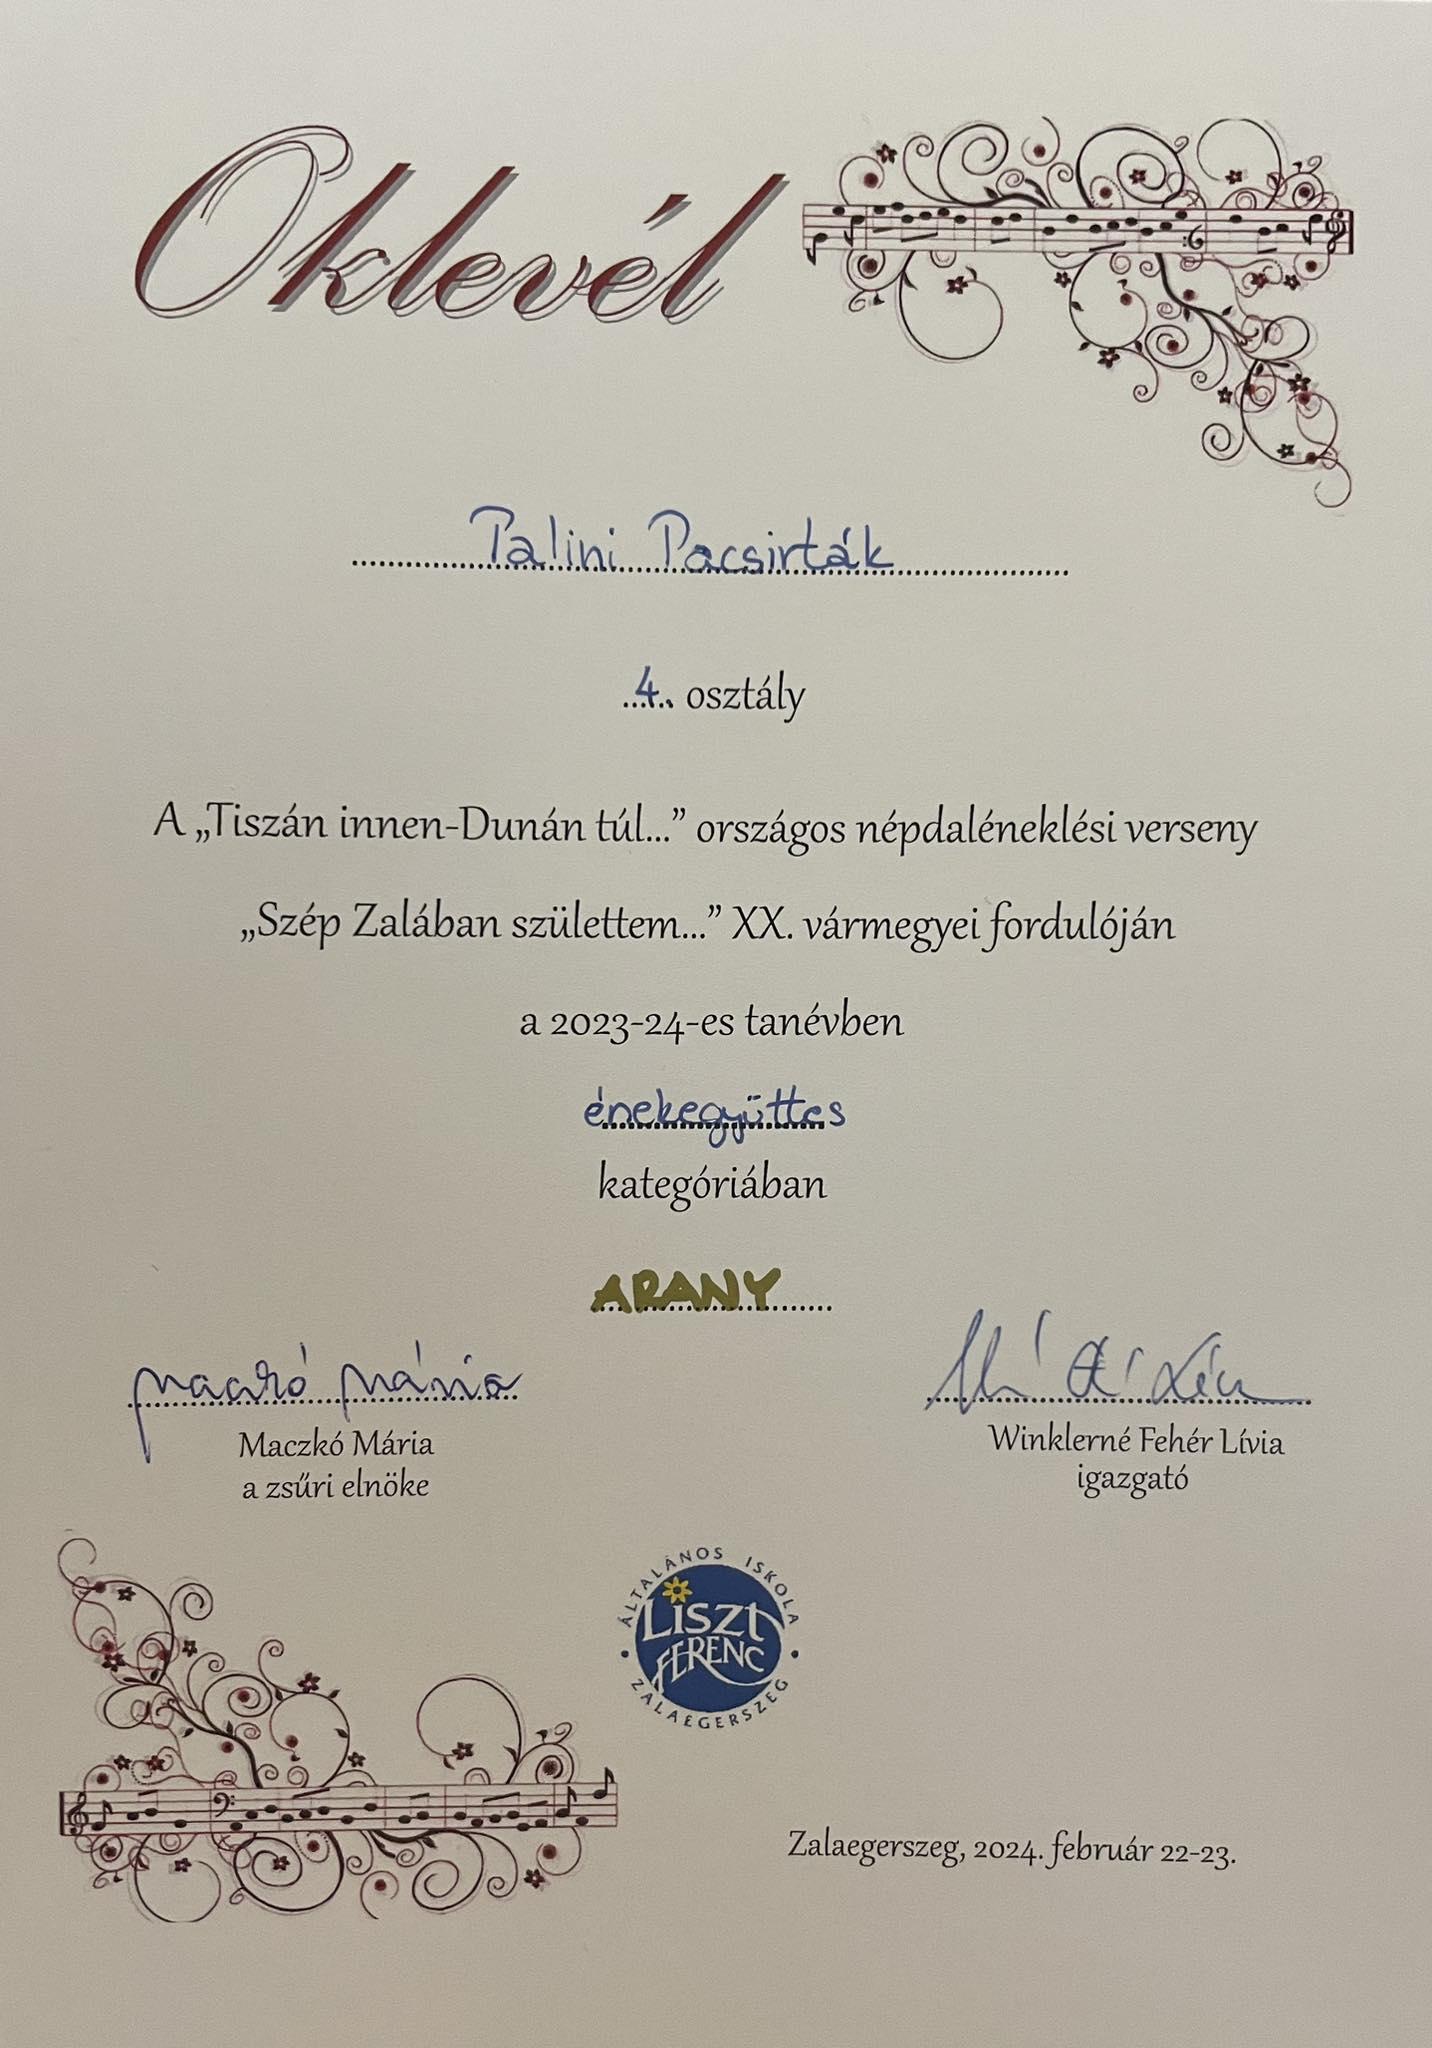 Oklevél
Palini Pacsirták
4. osztály
A „Tiszán innen-Dunán túl...” országos népdaléneklési verseny
„Szép Zalában születtem...” XX. vármegyei fordulóján
a 2023-24-es tanévben
énekegyüttes
kategóriában
ARANY
Maczkó Mária
Maczkó Mária
a zsűri elnöke
Winklerné Fehér Lívia
igazgató
ÁLTALÁNOS ISKOLA
LISZT
FERENC
ZALAEGERSZEG
Zalaegerszeg, 2024. február 22-23.